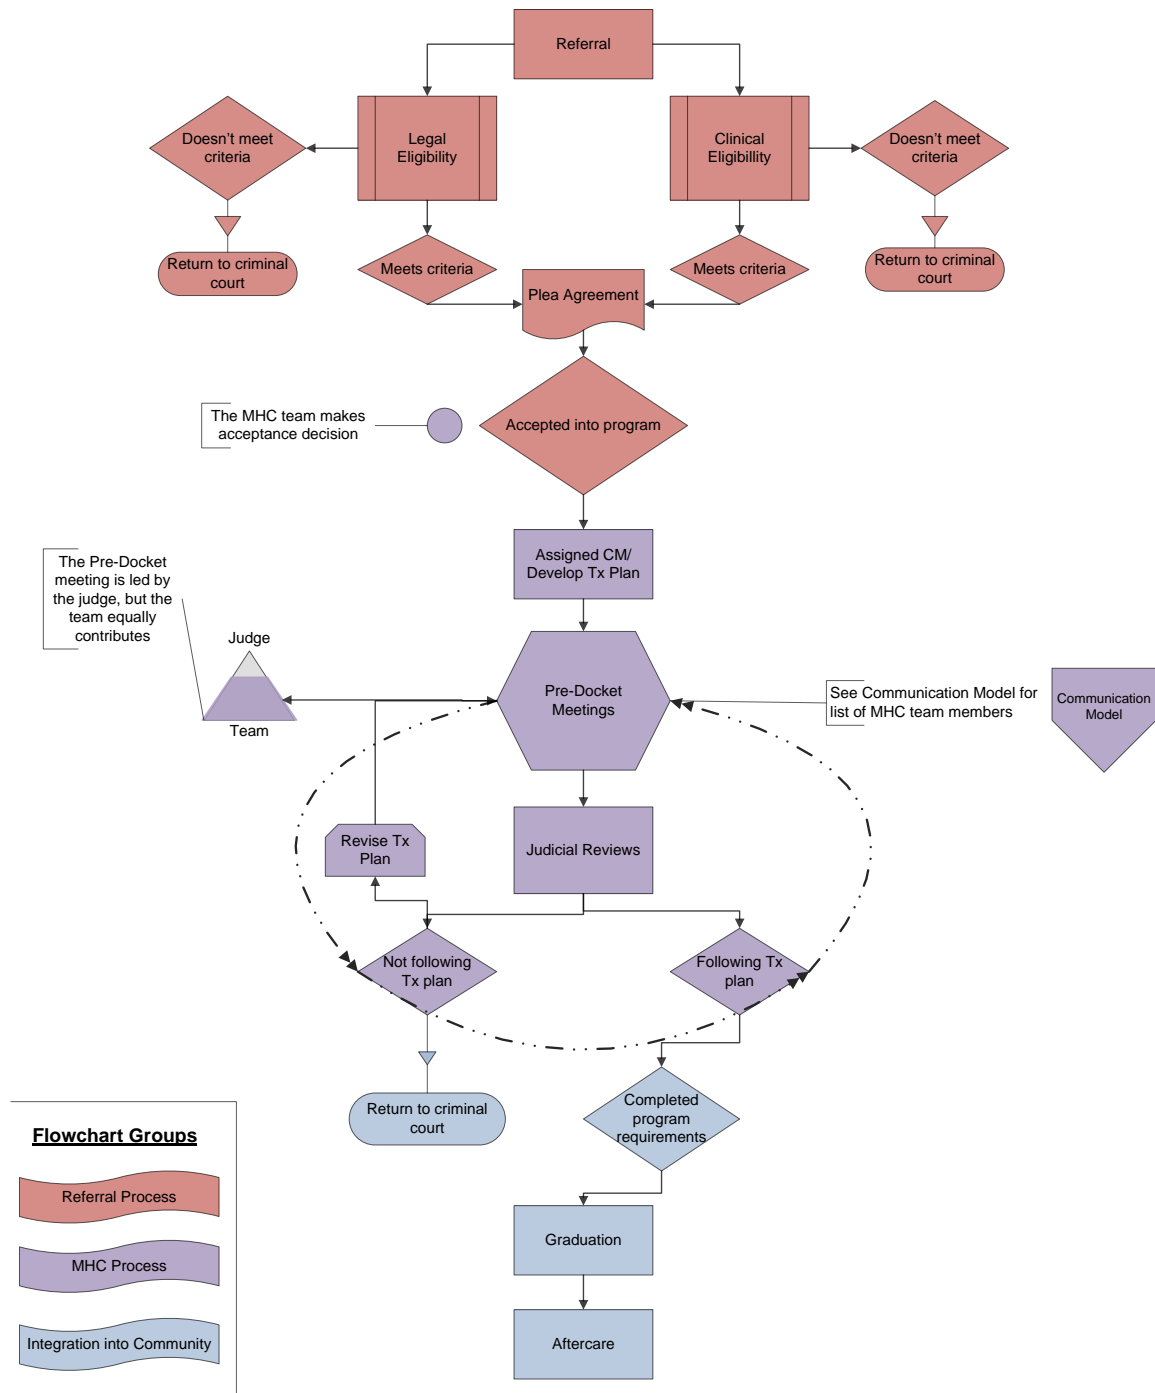 Referral
Doesn't meet
criteria
Legal
Eligibility
Clinical
Eligibillity
Doesn't meet
criteria
Return to criminal
court
Meets criteria
Plea Agreement
Meets criteria
Return to criminal
court
The MHC team makes
acceptance decision
Accepted into program
Assigned CM/
Develop Tx Plan
The Pre-Docket
meeting is led by
the judge, but the
team equally
contributes
Judge
Team
Pre-Docket
Meetings
See Communication Model for
list of MHC team members
Communication
Model
Revise Tx
Plan
Judicial Reviews
Not following
Tx plan
Following Tx
plan
Return to criminal
court
Completed
program
requirements
Graduation
Aftercare
Flowchart Groups
Referral Process
MHC Process
Integration into Community